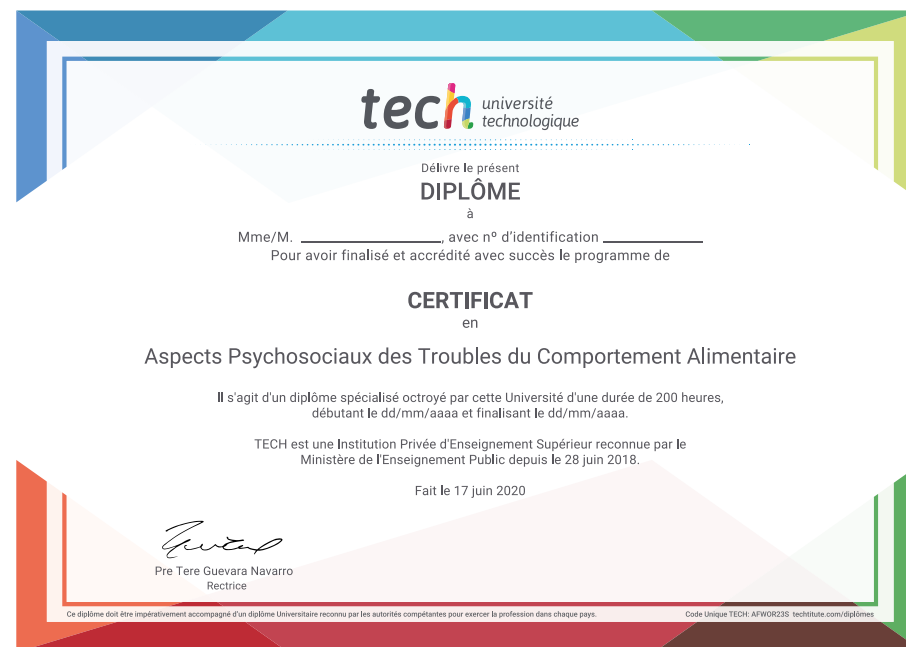 tech université
technologique
Délivre le présent
DIPLÔME
à
Mme/M. ____________________, avec nº d'identification ______________
Pour avoir finalisé et accrédité avec succès le programme de
CERTIFICAT
en
Aspects Psychosociaux des Troubles du Comportement Alimentaire
Il s'agit d'un diplôme spécialisé octroyé par cette Université d'une durée de 200 heures,
débutant le dd/mm/aaaa et finalisant le dd/mm/aaaa.
TECH est une Institution Privée d'Enseignement Supérieur reconnue par le
Ministère de l'Enseignement Public depuis le 28 juin 2018.
Fait le 17 juin 2020
Pre Tere Guevara Navarro
Rectrice
Ce diplôme doit être impérativement accompagné d'un diplôme Universitaire reconnu par les autorités compétantes pour exercer la profession dans chaque pays.
Code Unique TECH: AFWOR23S techtitute.com/diplômes